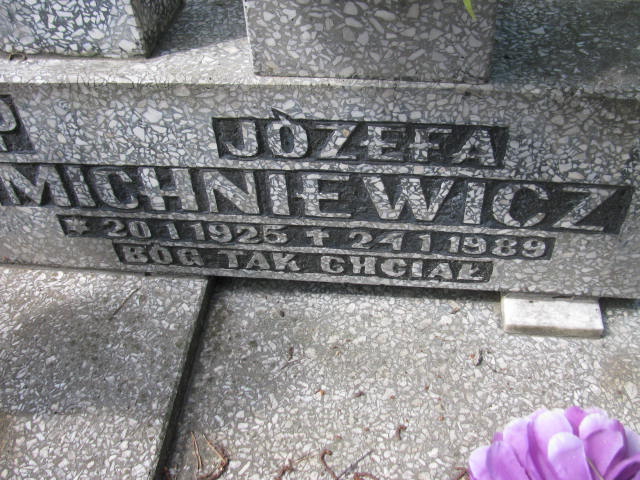 P
JÓZEFA
MICHNIEWICZ
* 20 I 1925 ✝ 24 I 1989
BÓG TAK CHCIAŁ